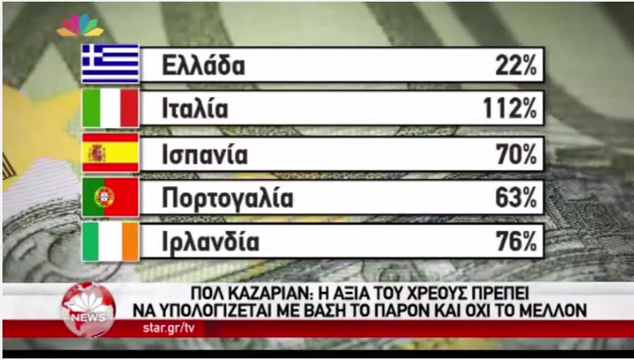 Ελλάδα 22%
Ιταλία 112%
Ισπανία 70%
Πορτογαλία 63%
Ιρλανδία 76%
ΠΟΛ ΚΑΖΑΡΙΑΝ: Η ΑΞΙΑ ΤΟΥ ΧΡΕΟΥΣ ΠΡΕΠΕΙ
ΝΑ ΥΠΟΛΟΓΙΖΕΤΑΙ ΜΕ ΒΑΣΗ ΤΟ ΠΑΡΟΝ ΚΑΙ ΟΧΙ ΤΟ ΜΕΛΛΟΝ
NEWS
star.gr/tv